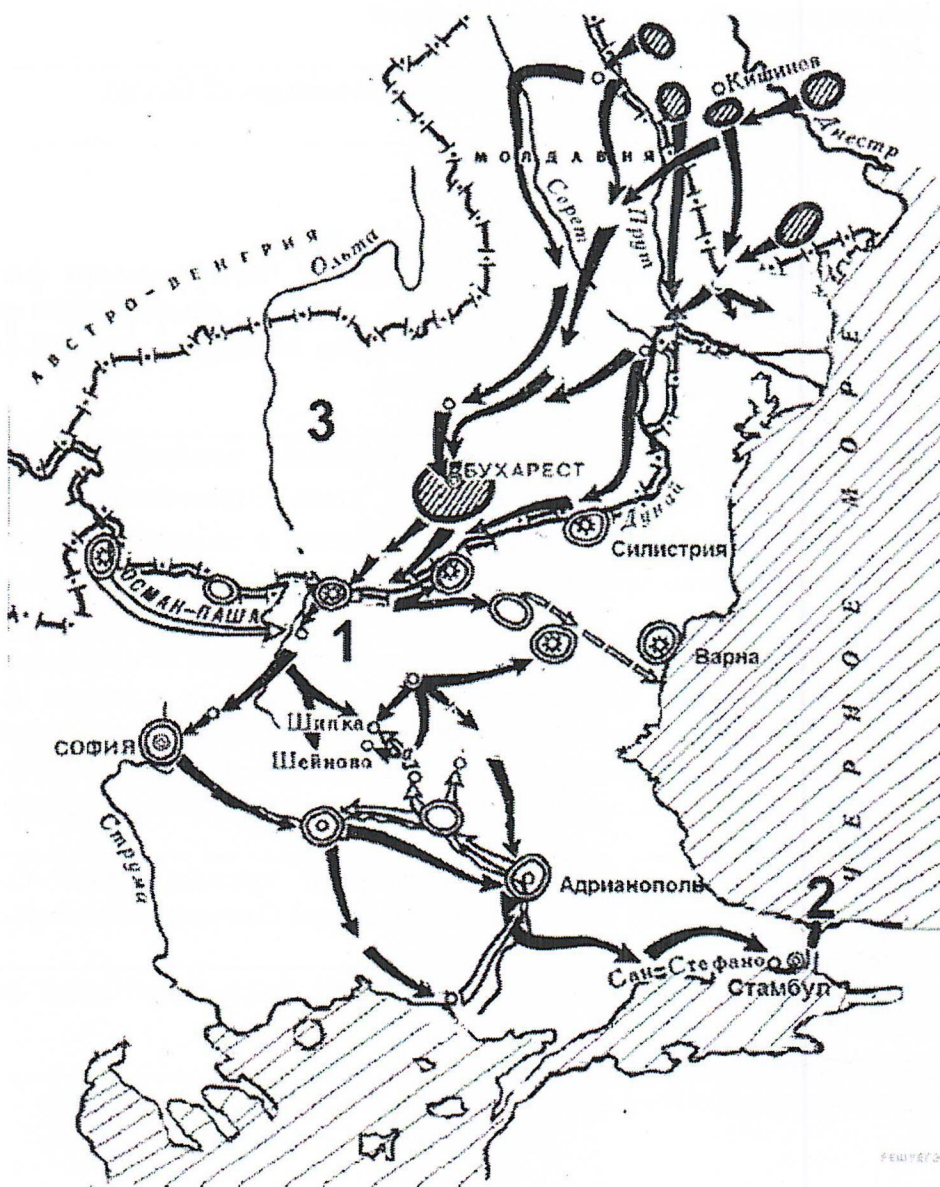 Кишинев
Днестр
МОЛДАВИЯ
Серет
Прут
АВСТРО-ВЕНГРИЯ
Ольта
3
БУХАРЕСТ
Дунай
Силистрия
ОСМАН-ПАША
1
Варна
Шипка
Шейново
СОФИЯ
Струма
Адрианополь
2
ЧЕРНОЕ МОРЕ
Сан-Стефано
Стамбул